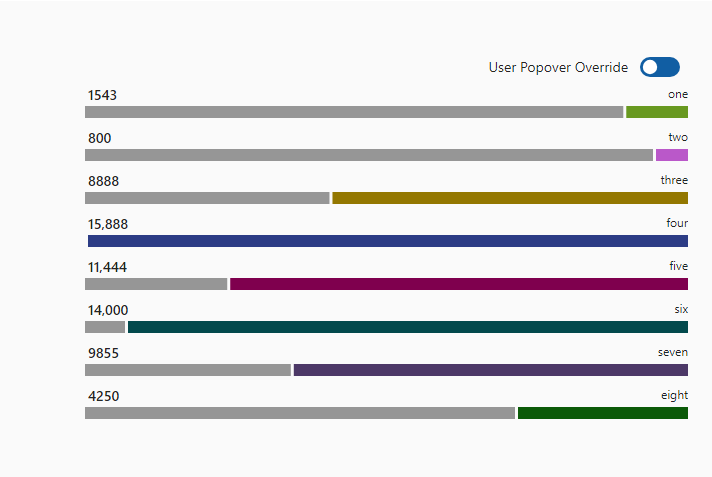 User Popover Override
1543 one
800 two
8888 three
15,888 four
11,444 five
14,000 six
9855 seven
4250 eight